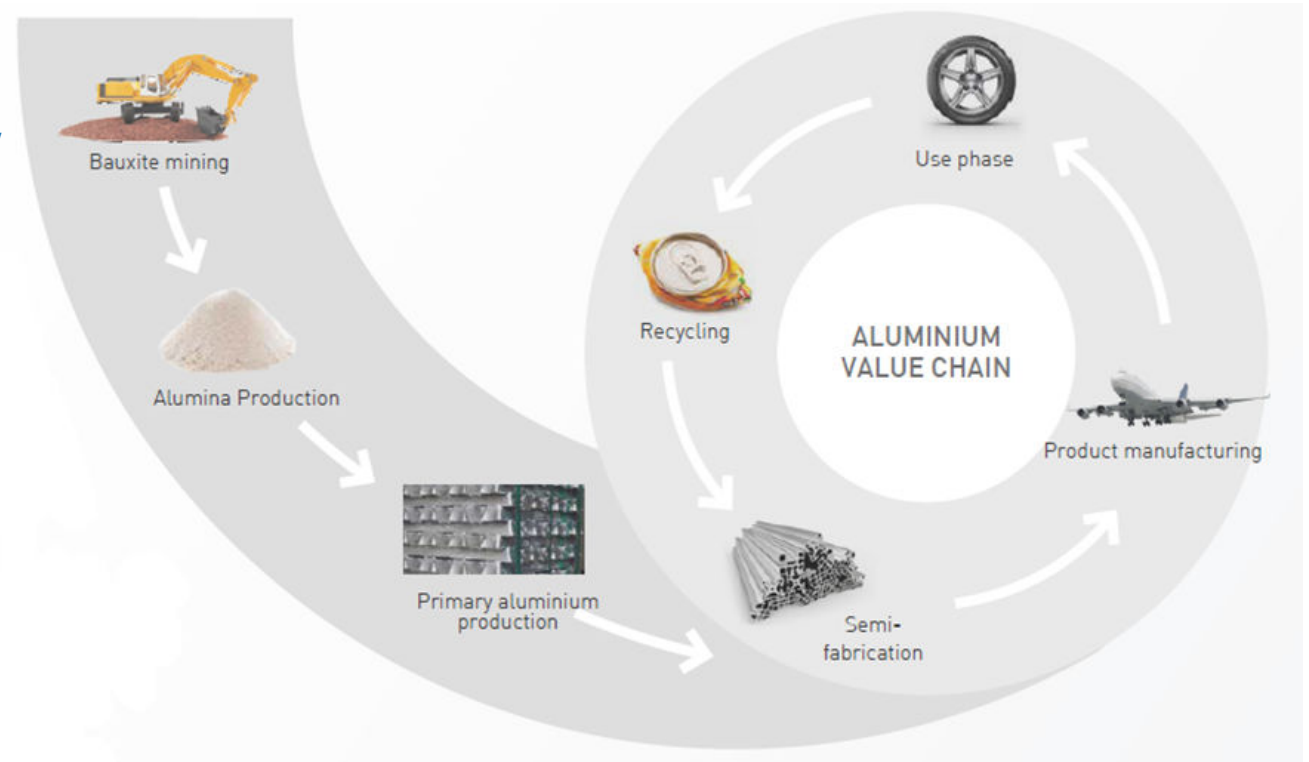 Bauxite mining
Alumina Production
Primary aluminium
production
Semi-
fabrication
Product manufacturing
Use phase
Recycling
ALUMINIUM
VALUE CHAIN